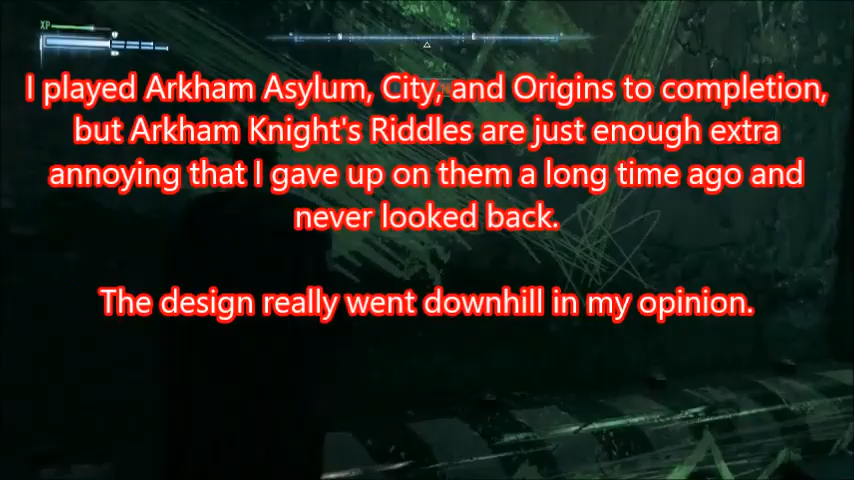 XP
I played Arkham Asylum, City, and Origins to completion,
but Arkham Knight's Riddles are just enough extra
annoying that I gave up on them a long time ago and
never looked back.
The design really went downhill in my opinion.